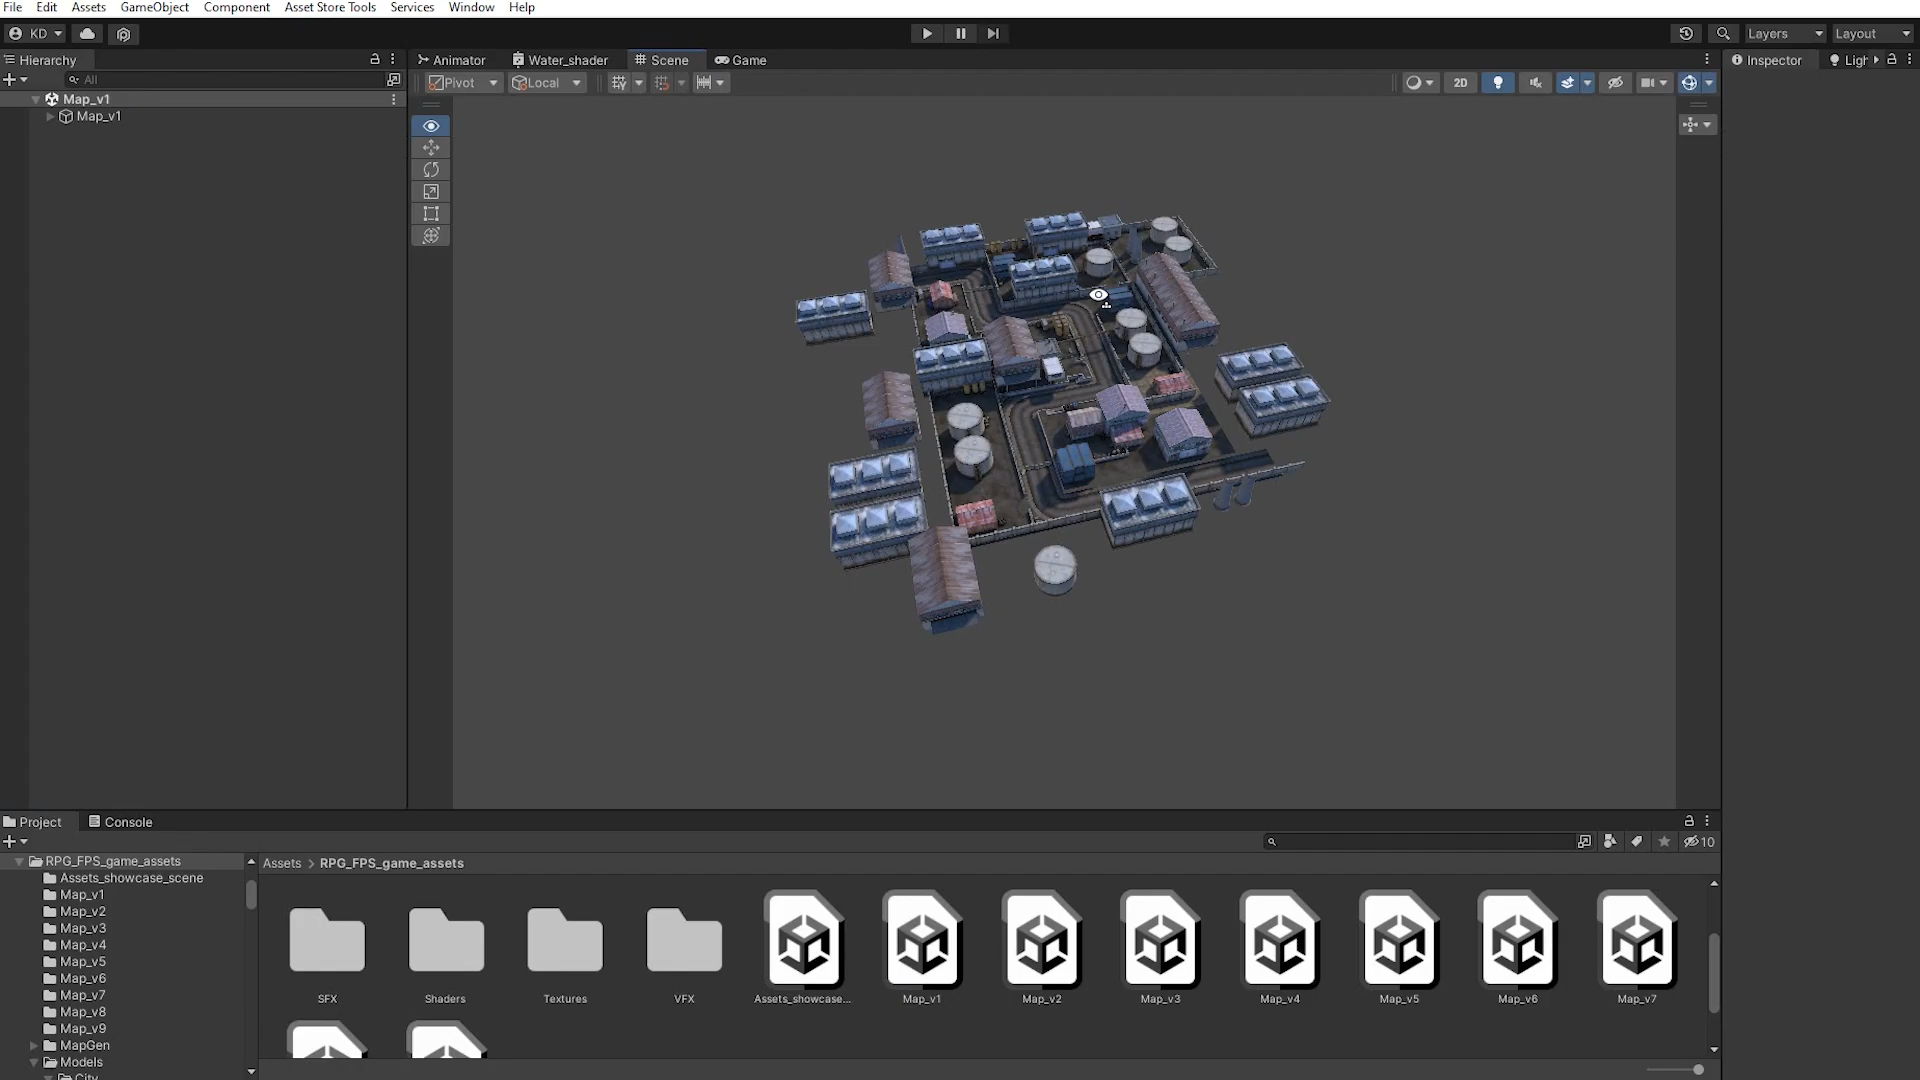 File Edit Assets GameObject Component Asset Store Tools Services Window Help
KD Layers Layout
Hierarchy Animator Water_shader Scene Game Inspector Ligh
All Pivot Local 2D
Map_v1
Map_v1
Project Console
10
RPG_FPS_game_assets Assets > RPG_FPS_game_assets
Assets_showcase_scene
Map_v1
Map_v2
Map_v3
Map_v4
Map_v5
Map_v6
Map_v7
Map_v8
Map_v9
MapGen
Models
City
SFX Shaders Textures VFX Assets_showcase... Map_v1 Map_v2 Map_v3 Map_v4 Map_v5 Map_v6 Map_v7